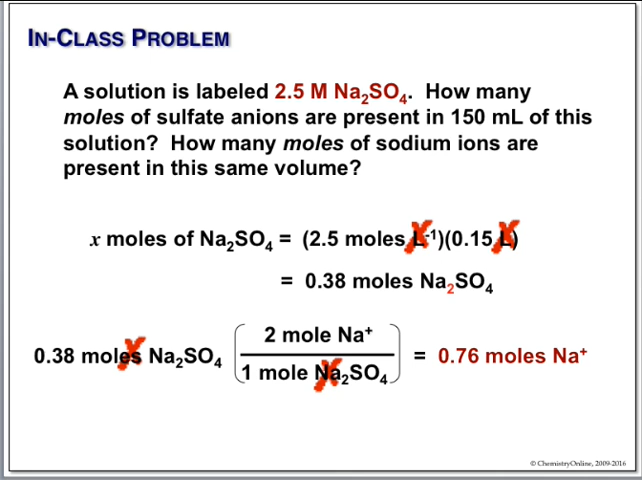 IN-CLASS PROBLEM
A solution is labeled 2.5 M Na₂SO₄. How many
moles of sulfate anions are present in 150 mL of this
solution? How many moles of sodium ions are
present in this same volume?
x moles of Na₂SO₄ = (2.5 moles L⁻¹)(0.15 L)
= 0.38 moles Na₂SO₄
2 mole Na⁺
0.38 moles Na₂SO₄ = 0.76 moles Na⁺
1 mole Na₂SO₄
© ChemistryOnline, 2009-2016